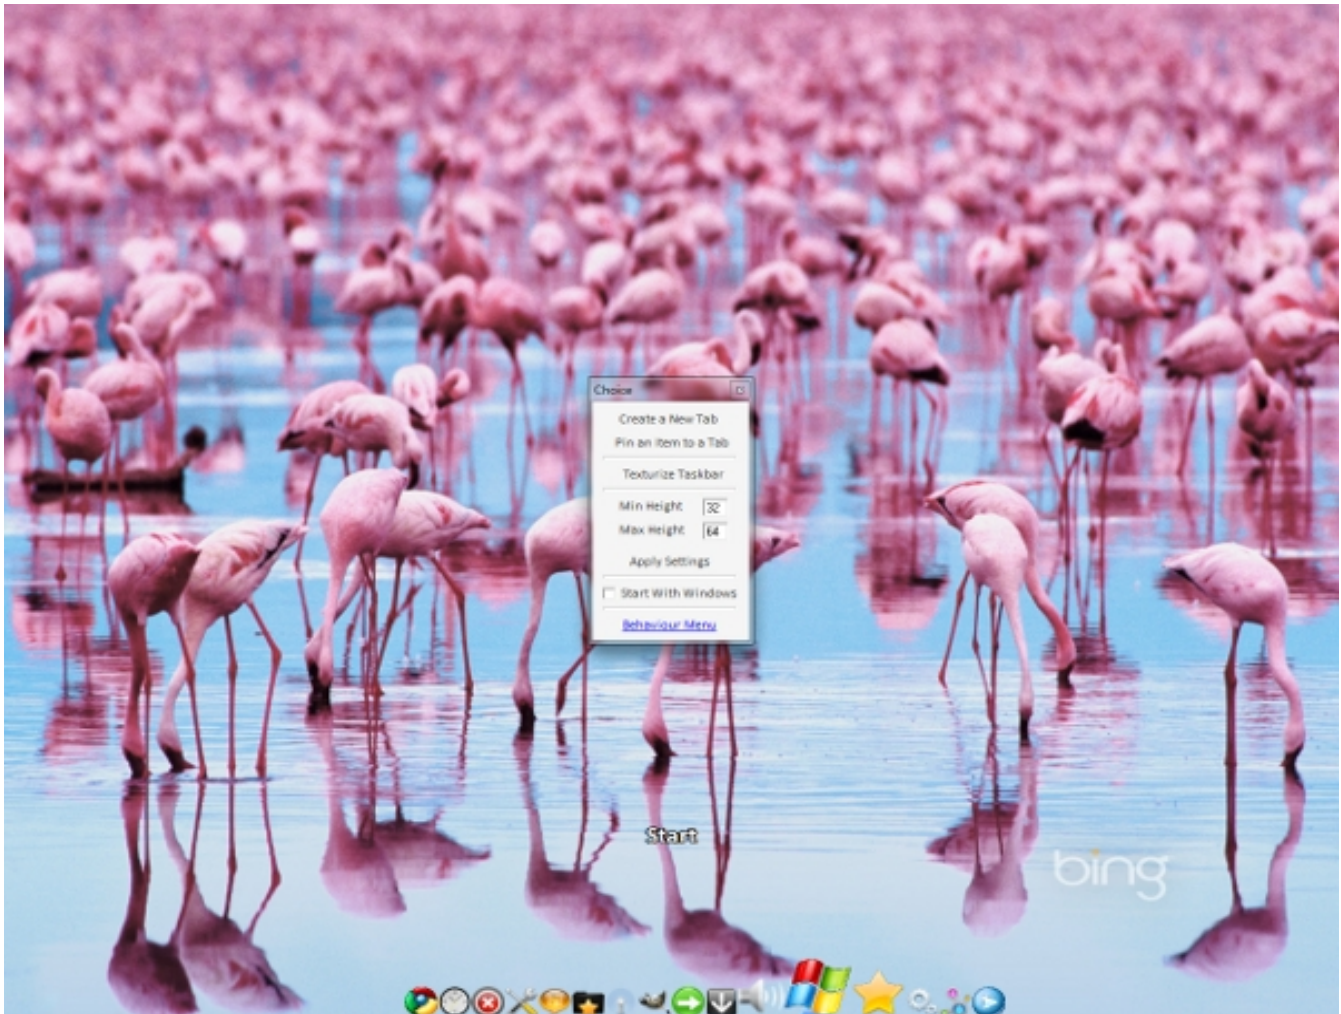 Choice
Create a New Tab
Pin an Item to a Tab
Texturize Taskbar
Min Height 32
Max Height 64
Apply Settings
Start With Windows
Behaviour Menu
Start
bing